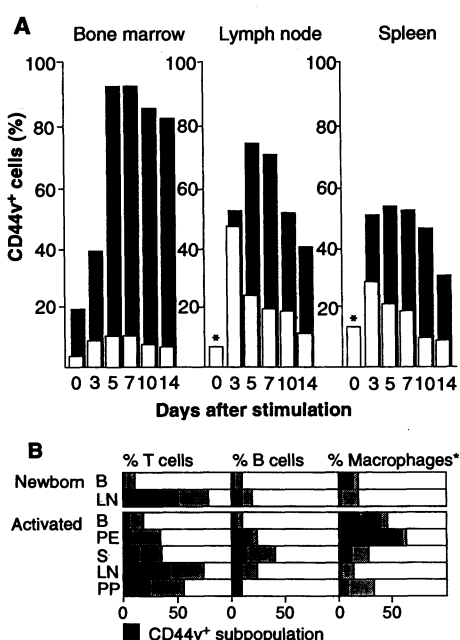 A
Bone marrow Lymph node Spleen
CD44v+ cells (%)
100 100 100
80 80 80
60 60 60
40 40 40
20 20 20
* *
0 3 5 7 10 14 0 3 5 7 10 14 0 3 5 7 10 14
Days after stimulation
B
% T cells % B cells % Macrophages*
Newborn B
LN
Activated B
PE
S
LN
PP
0 50 0 50 0 50
CD44v+ subpopulation